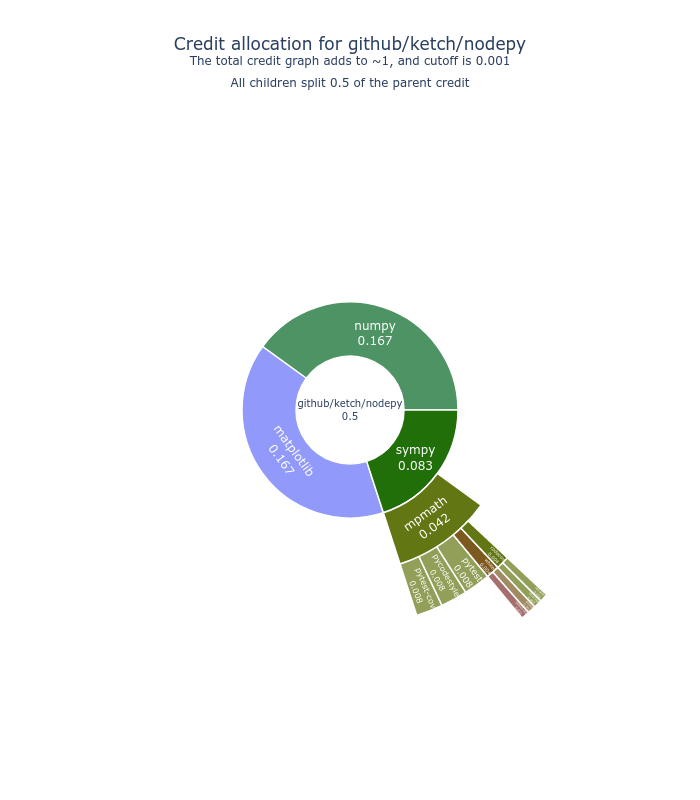 Credit allocation for github/ketch/nodepy
The total credit graph adds to ~1, and cutoff is 0.001
All children split 0.5 of the parent credit
numpy
0.167
github/ketch/nodepy
0.5
matplotlib
0.167
sympy
0.083
mpmath
0.042
pytest
0.008
pycodestyle
0.008
pytest-cov
0.008